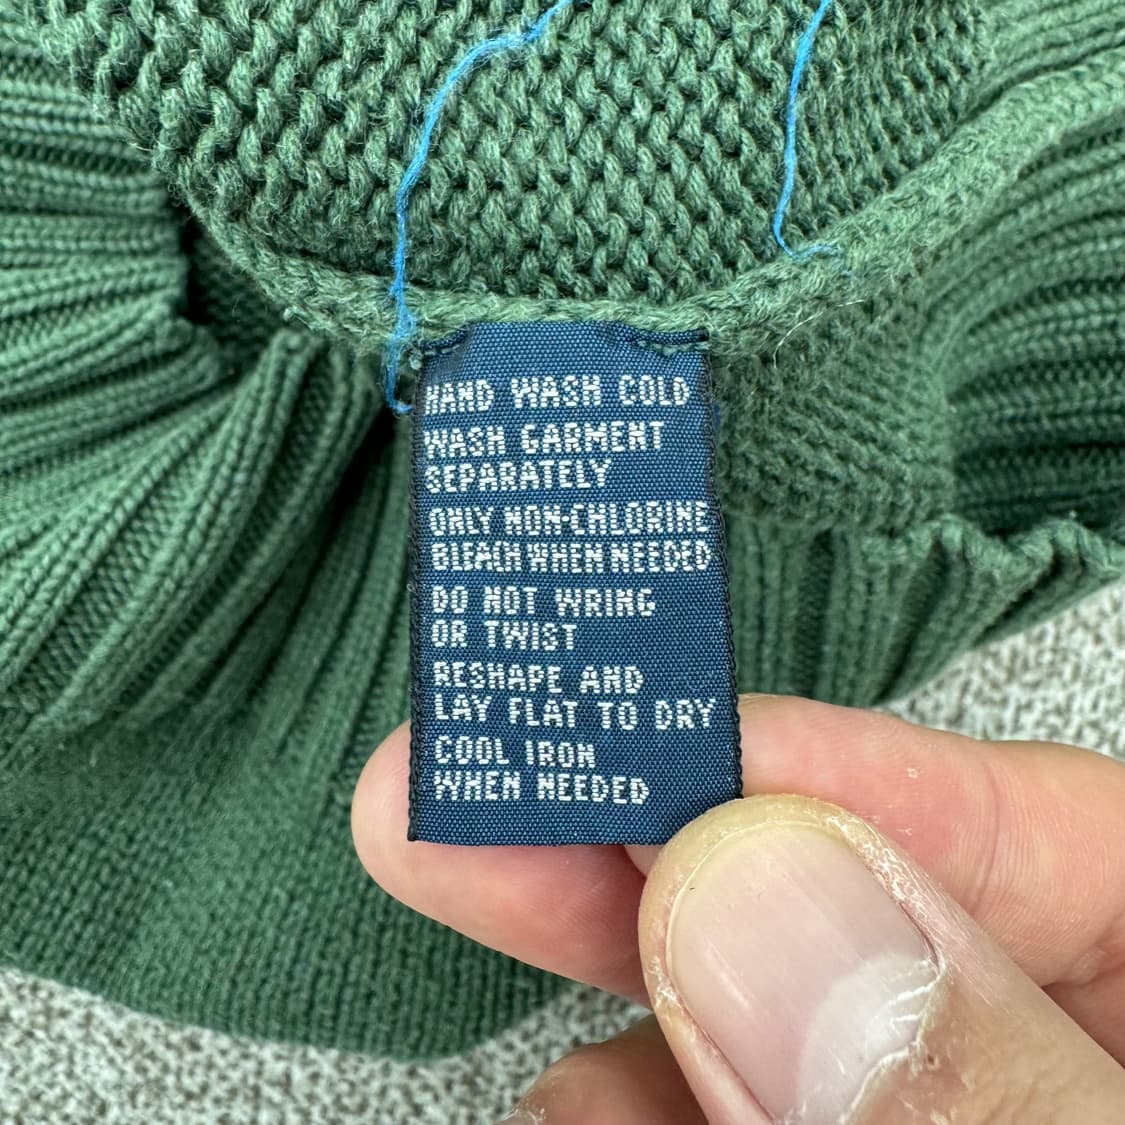 HAND WASH COLD
WASH GARMENT
SEPARATELY
ONLY NON-CHLORINE
BLEACH WHEN NEEDED
DO NOT WRING
OR TWIST
RESHAPE AND
LAY FLAT TO DRY
COOL IRON
WHEN NEEDED